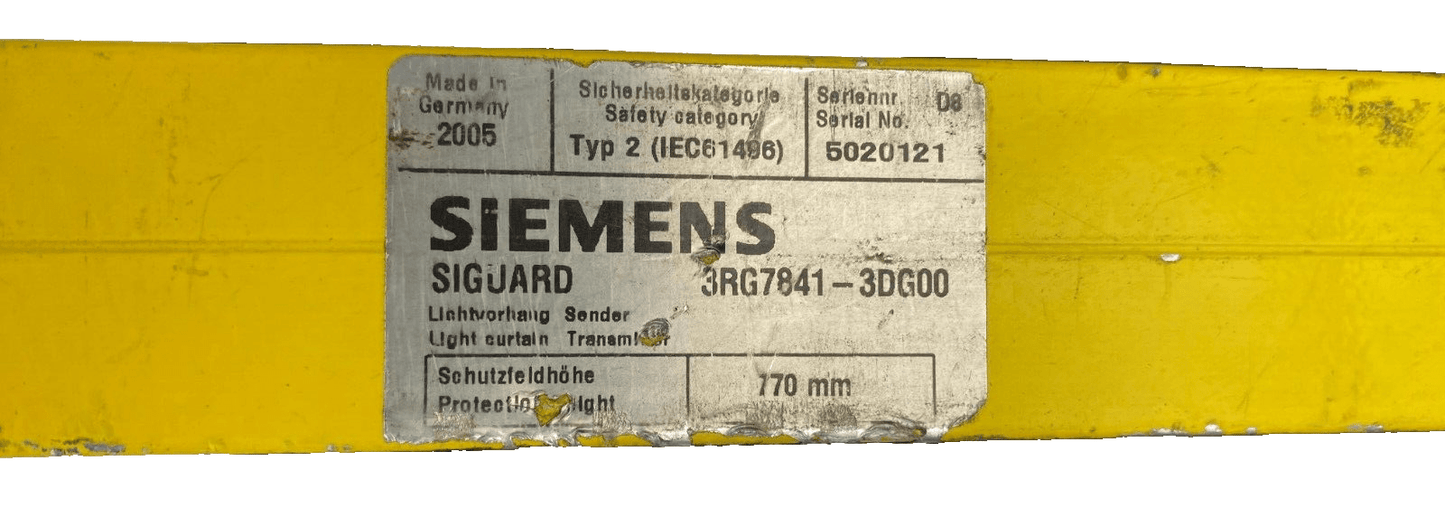 Made in
Germany
2005
Sicherheitskategorie
Safety category
Typ 2 (IEC61496)
Seriennr. D8
Serial No.
5020121
SIEMENS
SIGUARD 3RG7841-3DG00
Lichtvorhang Sender
Light curtain Transmitter
Schutzfeldhöhe 770 mm